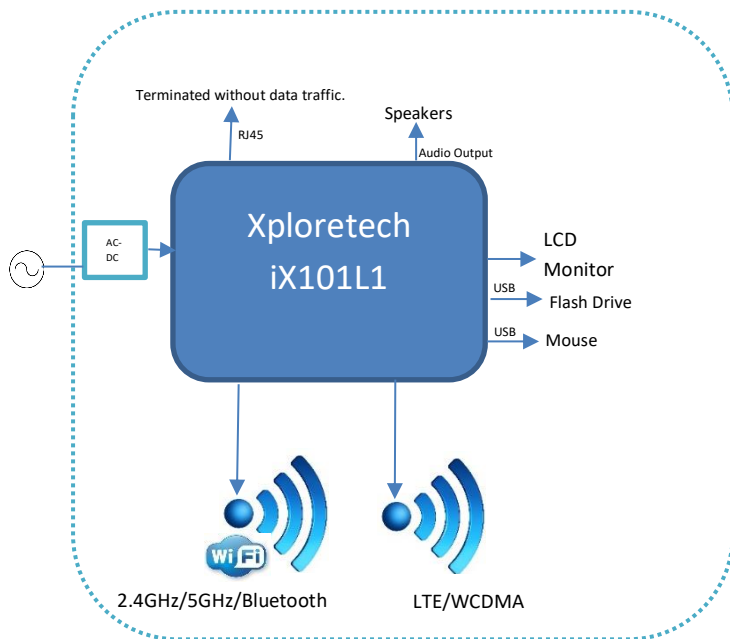 Terminated without data traffic.
Speakers
RJ45
Audio Output
Xploretech
iX101L1
AC-
DC
LCD
Monitor
USB
Flash Drive
USB
Mouse
WiFi
2.4GHz/5GHz/Bluetooth
LTE/WCDMA